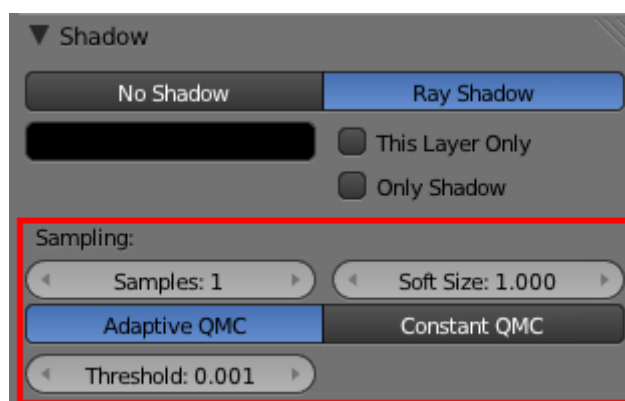 Shadow
No Shadow Ray Shadow
This Layer Only
Only Shadow
Sampling:
Samples: 1 Soft Size: 1.000
Adaptive QMC Constant QMC
Threshold: 0.001